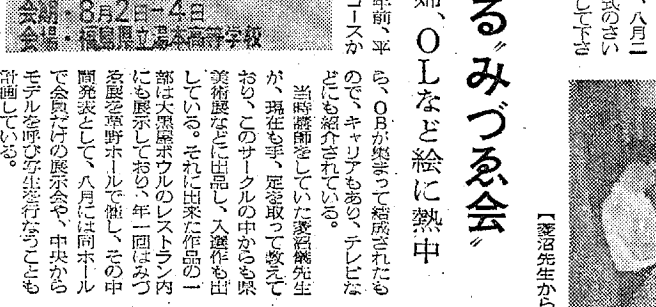 、八月二
式のさい
して下さ
る〝みづゑ会〟
婦、OLなど絵に熱中
年前、平
コースか
会期・8月2日－4日
会場・福島県立湯本高等学校
ら、OBが集まって結成されたも
ので、キャリアもあり、テレビな
どにも紹介されている。
当時講師をしていた菱沼儀先生
が、現在も手、足を取って教えて
おり、このサークルの中からも県
美術展などに出品し、入選作も出
している。それに出来た作品の一
部は大黒屋ボウルのレストラン内
にも展示しており、年一回はみづ
ゑ展を草野ホールで催し、その中
間発表として、八月には同ホール
で会員だけの展示会や、中央から
モデルを呼び写生を行なうことも
計画している。
【菱沼先生から